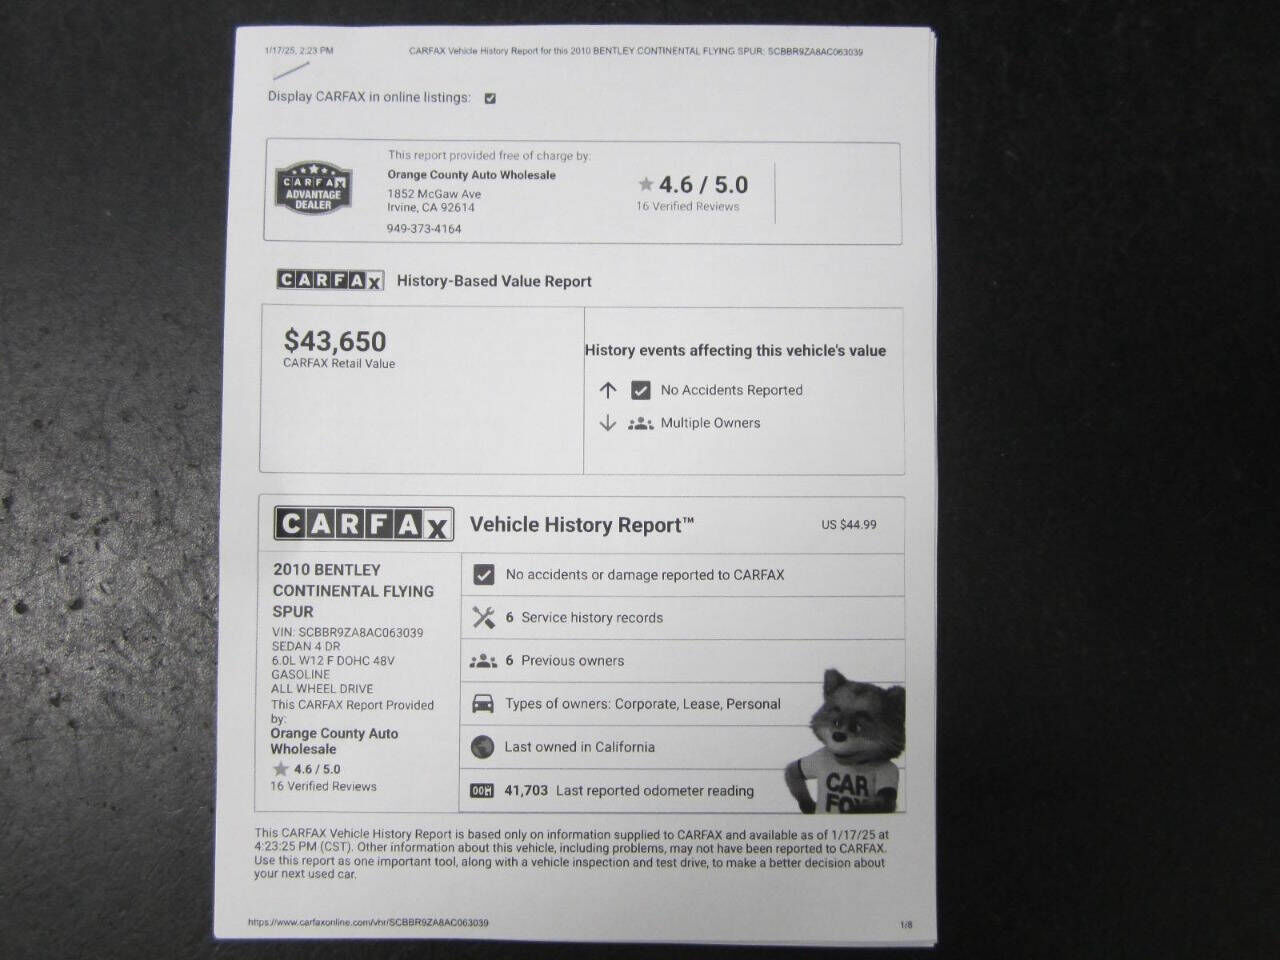 1/17/25, 2:23 PM CARFAX Vehicle History Report for this 2010 BENTLEY CONTINENTAL FLYING SPUR: SCBBR9ZA8AC063039
Display CARFAX in online listings:
CARFAX
ADVANTAGE
DEALER
This report provided free of charge by:
Orange County Auto Wholesale
1852 McGaw Ave
Irvine, CA 92614
949-373-4164
4.6 / 5.0
16 Verified Reviews
CARFAX History-Based Value Report
$43,650
CARFAX Retail Value
History events affecting this vehicle's value
No Accidents Reported
Multiple Owners
CARFAX Vehicle History Report™ US $44.99
2010 BENTLEY
CONTINENTAL FLYING
SPUR
VIN: SCBBR9ZA8AC063039
SEDAN 4 DR
6.0L W12 F DOHC 48V
GASOLINE
ALL WHEEL DRIVE
This CARFAX Report Provided
by:
Orange County Auto
Wholesale
4.6 / 5.0
16 Verified Reviews
No accidents or damage reported to CARFAX
6 Service history records
6 Previous owners
Types of owners: Corporate, Lease, Personal
Last owned in California
41,703 Last reported odometer reading
CAR
FOX
This CARFAX Vehicle History Report is based only on information supplied to CARFAX and available as of 1/17/25 at
4:23:25 PM (CST). Other information about this vehicle, including problems, may not have been reported to CARFAX.
Use this report as one important tool, along with a vehicle inspection and test drive, to make a better decision about
your next used car.
https://www.carfaxonline.com/vhr/SCBBR9ZA8AC063039 1/8